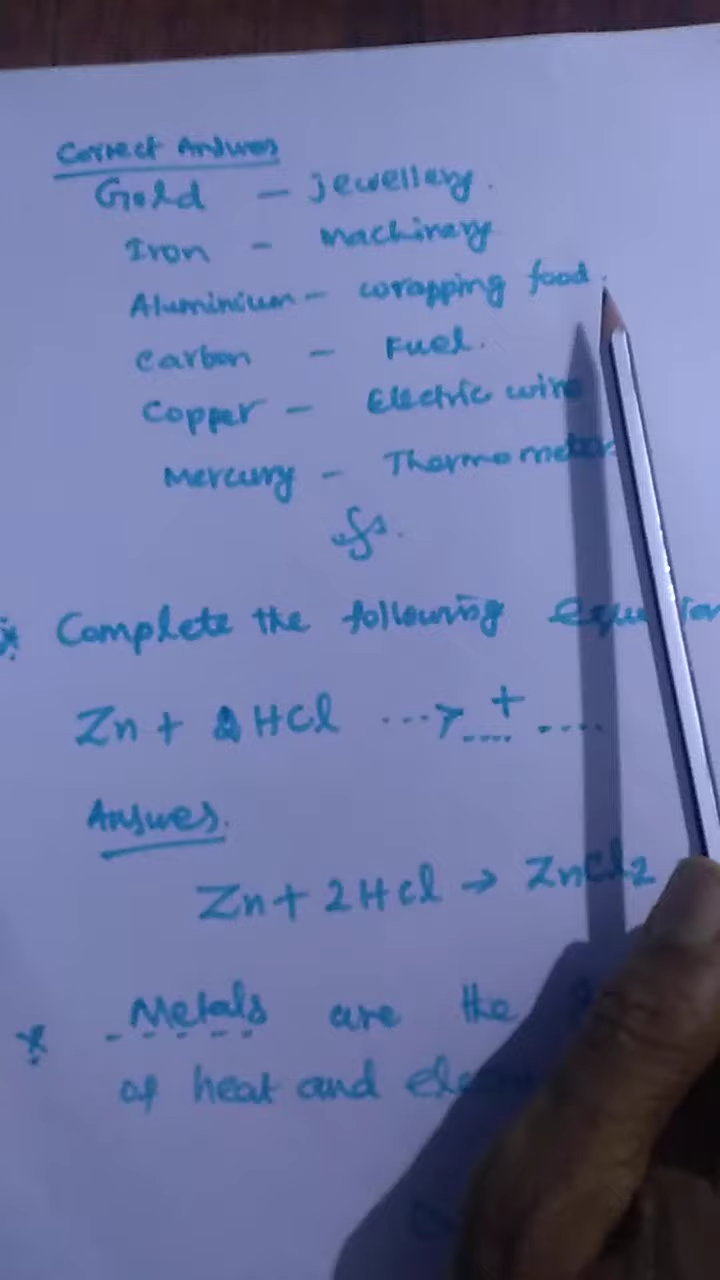 Correct Answer
Gold - jewellery.
Iron - Machinery
Aluminium - wrapping food.
Carbon - Fuel.
Copper - Electric wire
Mercury - Thermometer
* Complete the following
Zn + 2HCl ...> .... + ....
Answer.
Zn + 2HCl → ZnCl2
* Metals are the
of heat and